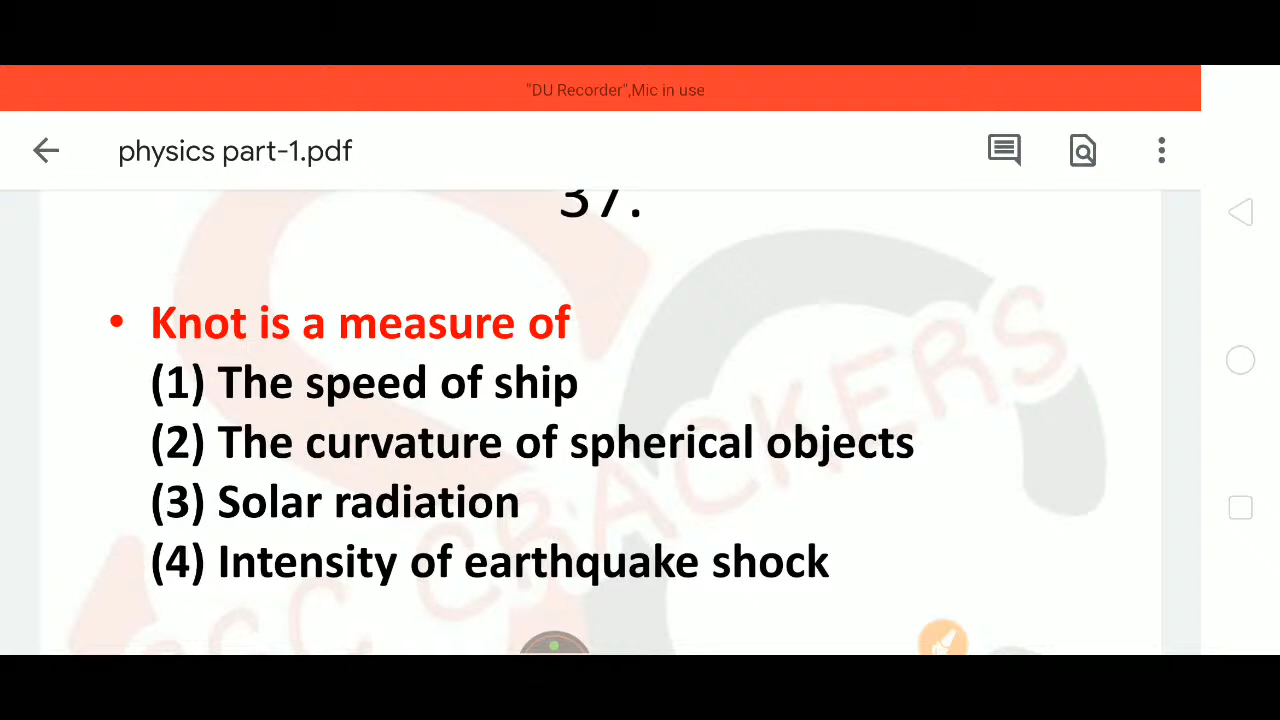 "DU Recorder",Mic in use
physics part-1.pdf
37.
• Knot is a measure of
(1) The speed of ship
(2) The curvature of spherical objects
(3) Solar radiation
(4) Intensity of earthquake shock
CRACKERS